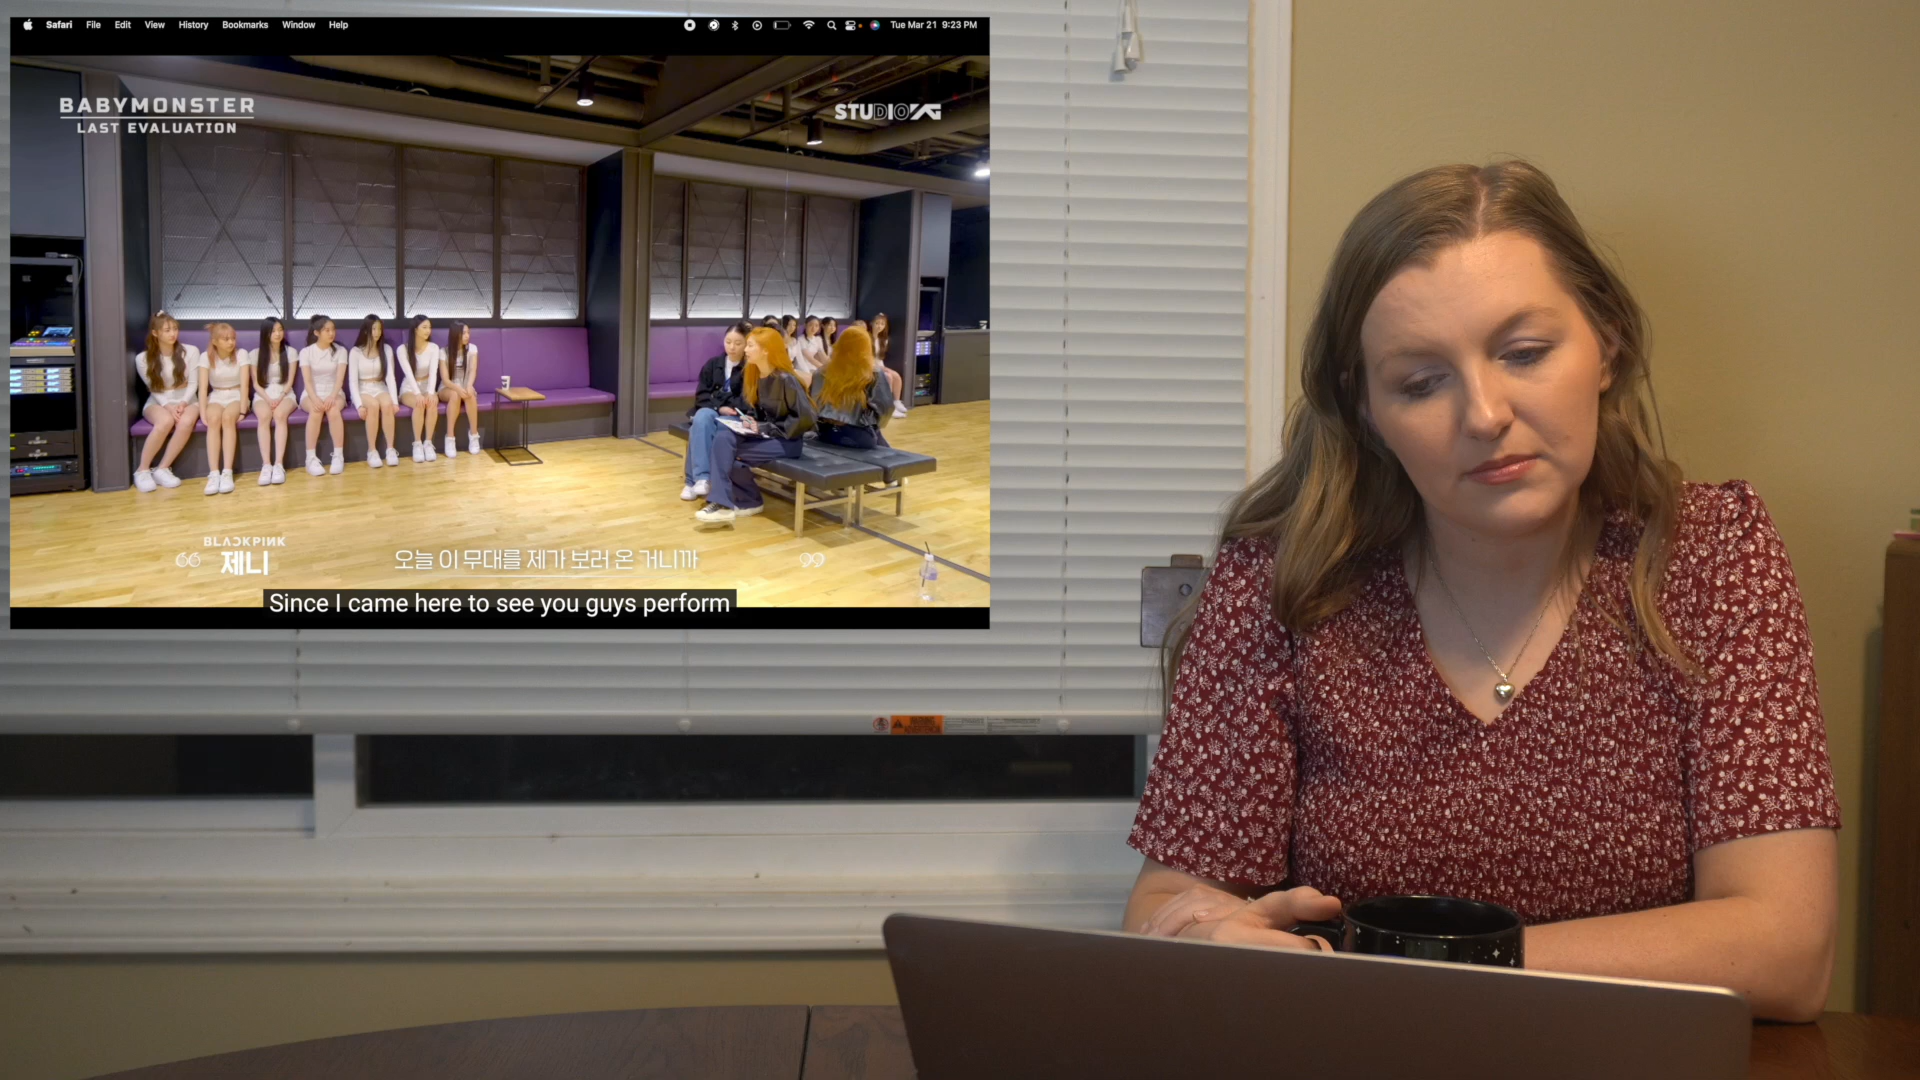 Safari File Edit View History Bookmarks Window Help Tue Mar 21 9:23 PM
BABYMONSTER
LAST EVALUATION
STUDIO YG
BLACKPINK
제니
오늘 이 무대를 제가 보러 온 거니까
Since I came here to see you guys perform
WARNING